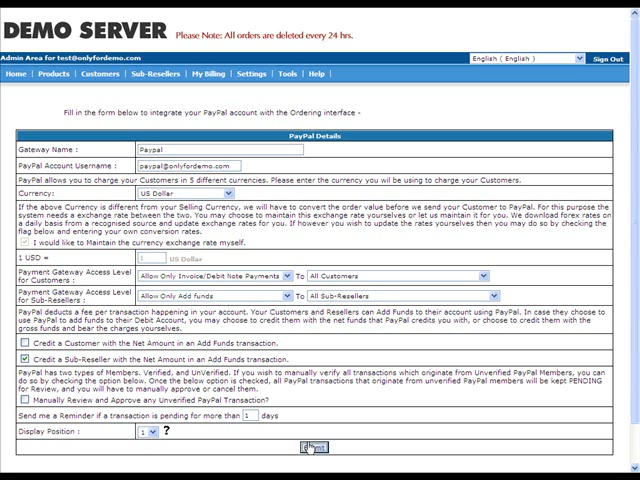 DEMO SERVER Please Note: All orders are deleted every 24 hrs.
Admin Area for test@onlyfordemo.com English ( English ) Sign Out
Home | Products | Customers | Sub-Resellers | My Billing | Settings | Tools | Help |
Fill in the form below to integrate your PayPal account with the Ordering interface -
PayPal Details
Gateway Name : Paypal
PayPal Account Username : paypal@onlyfordemo.com
PayPal allows you to charge your Customers in 5 different currencies. Please enter the currency you wil be using to charge your Customers.
Currency: US Dollar
If the above Currency is different from your Selling Currency, we will have to convert the order value before we send your Customer to PayPal. For this purpose the
system needs a exchange rate between the two. You may choose to maintain this exchange rate yourselves or let us maintain it for you. We download forex rates on
a daily basis from a recognised source and update exchange rates for you. If however you wish to update the rates yourselves then you may do so by checking the
flag below and entering your own conversion rates.
I would like to Maintain the currency exchange rate myself.
1 USD = 1 US Dollar
Payment Gateway Access Level
for Customers : Allow Only Invoice/Debit Note Payments To All Customers
Payment Gateway Access Level
for Sub-Resellers : Allow Only Add funds To All Sub-Resellers
PayPal deducts a fee per transaction happening in your account. Your Customers and Resellers can Add Funds to their account using PayPal. In case they choose to
use PayPal to add funds to their Debit Account, you may choose to credit them with the net funds that PayPal credits you with, or choose to credit them with the
gross funds and bear the charges yourselves.
Credit a Customer with the Net Amount in an Add Funds transaction.
Credit a Sub-Reseller with the Net Amount in an Add Funds transaction.
PayPal has two types of Members. Verified, and UnVerified. If you wish to manually verify all transactions which originate from Unverified PayPal Members, you can
do so by checking the option below. Once the below option is checked, all PayPal transactions that originate from unverified PayPal members will be kept PENDING
for Review, and you will have to manually approve or cancel them.
Manually Review and Approve any Unverified PayPal Transaction?
Send me a Reminder if a transaction is pending for more than 1 days
Display Position : 1 ?